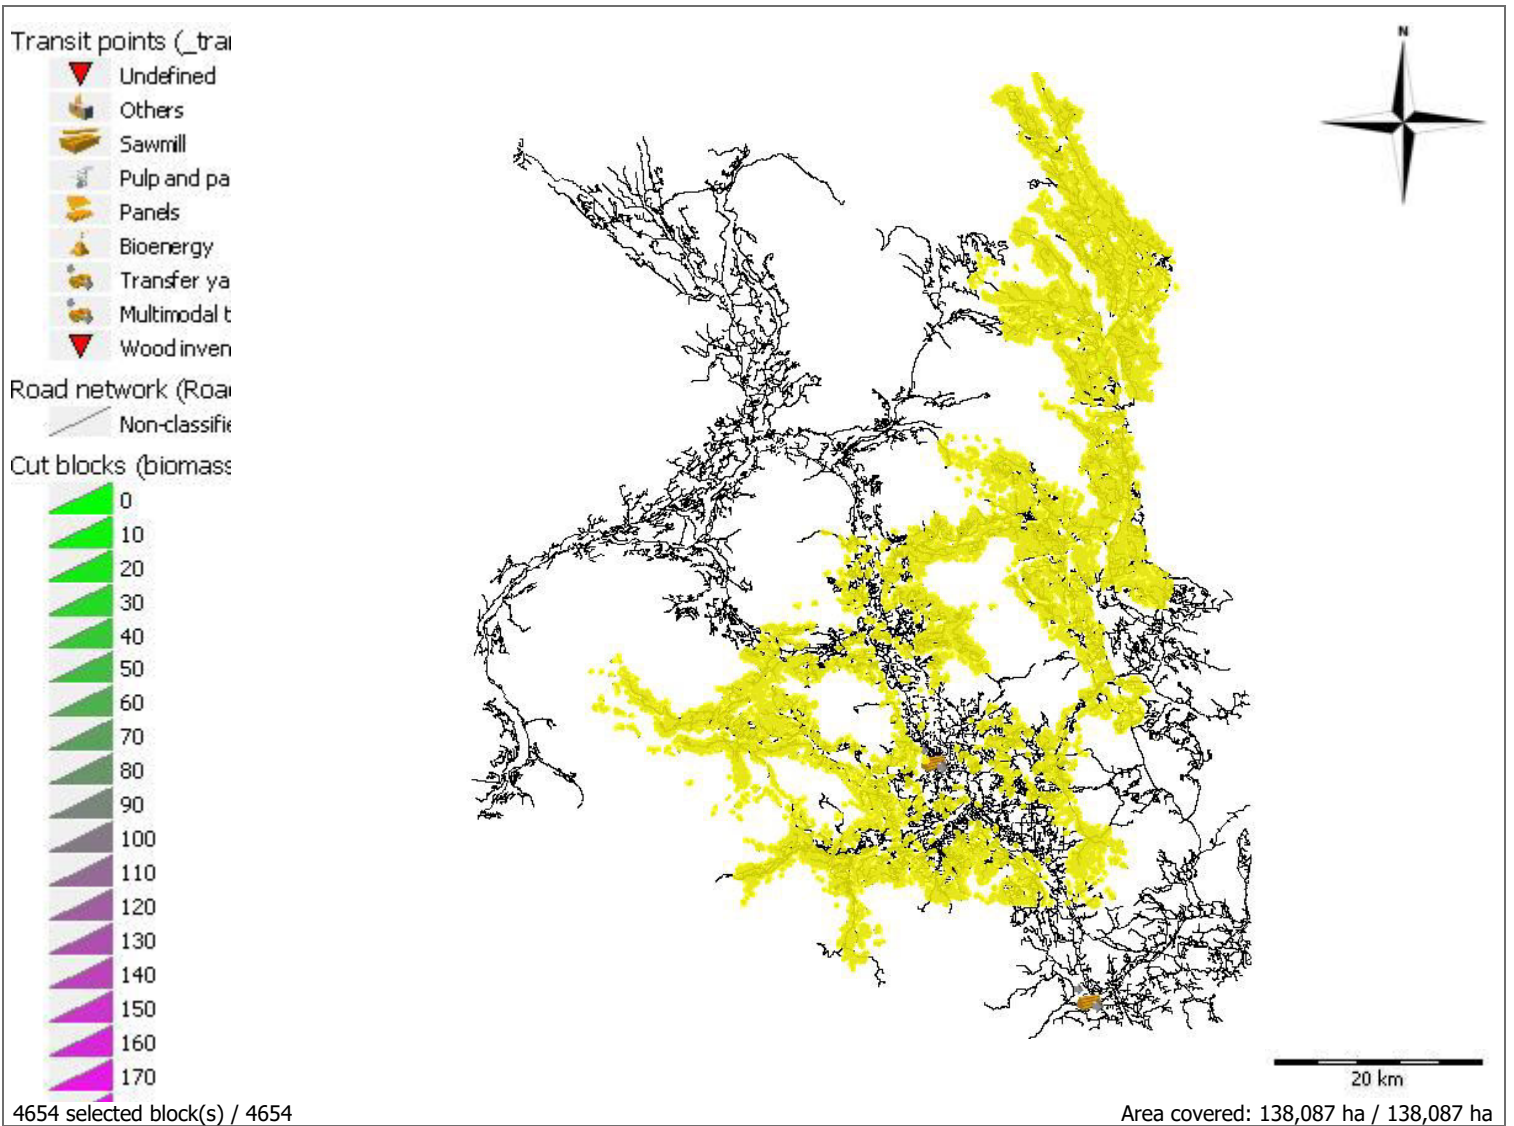 N
Transit points (_tra
Undefined
Others
Sawmill
Pulp and pa
Panels
Bioenergy
Transfer ya
Multimodal t
Wood inven
Road network (Roa
Non-classifi
Cut blocks (biomass
0
10
20
30
40
50
60
70
80
90
100
110
120
130
140
150
160
170
20 km
4654 selected block(s) / 4654
Area covered: 138,087 ha / 138,087 ha